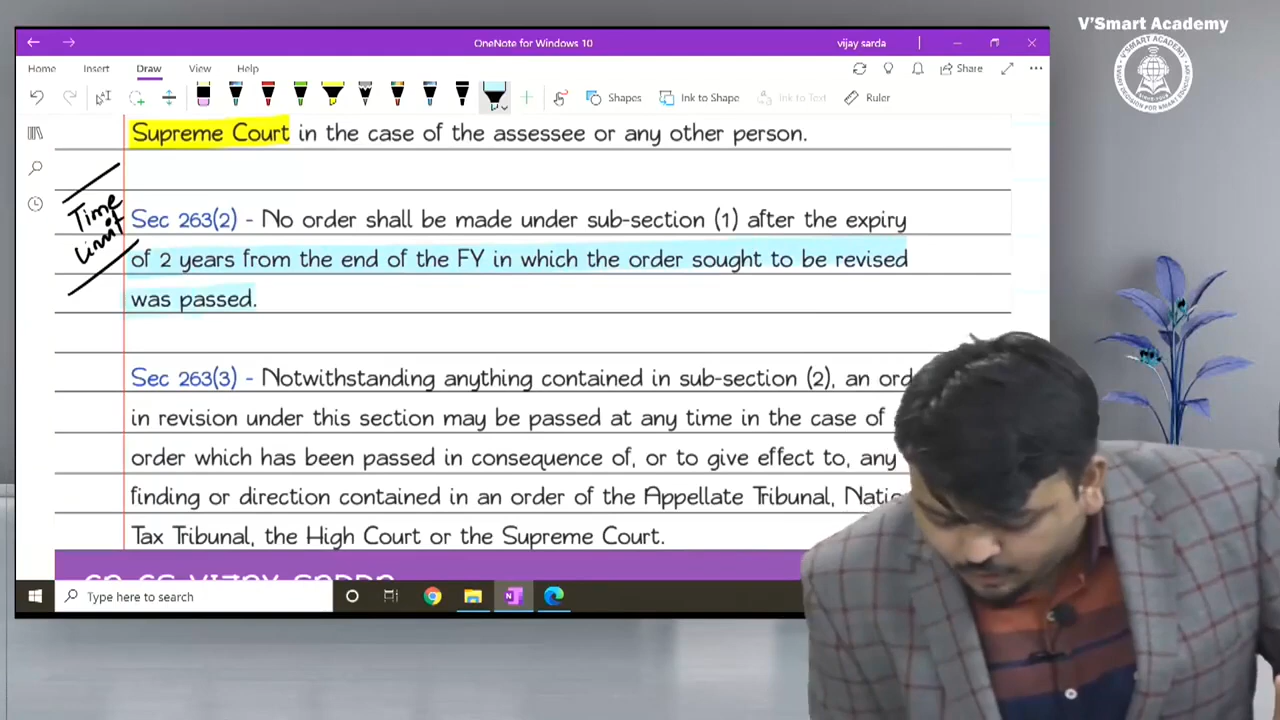 V'Smart Academy
OneNote for Windows 10
vijay sarda
Home Insert Draw View Help
Share
Shapes Ink to Shape Ink to Text Ruler
Supreme Court in the case of the assessee or any other person.
Time
Limit
Sec 263(2) - No order shall be made under sub-section (1) after the expiry
of 2 years from the end of the FY in which the order sought to be revised
was passed.
Sec 263(3) - Notwithstanding anything contained in sub-section (2), an ord
in revision under this section may be passed at any time in the case of
order which has been passed in consequence of, or to give effect to, any
finding or direction contained in an order of the Appellate Tribunal, Natio
Tax Tribunal, the High Court or the Supreme Court.
CA CS VIJAY SARDA
Type here to search